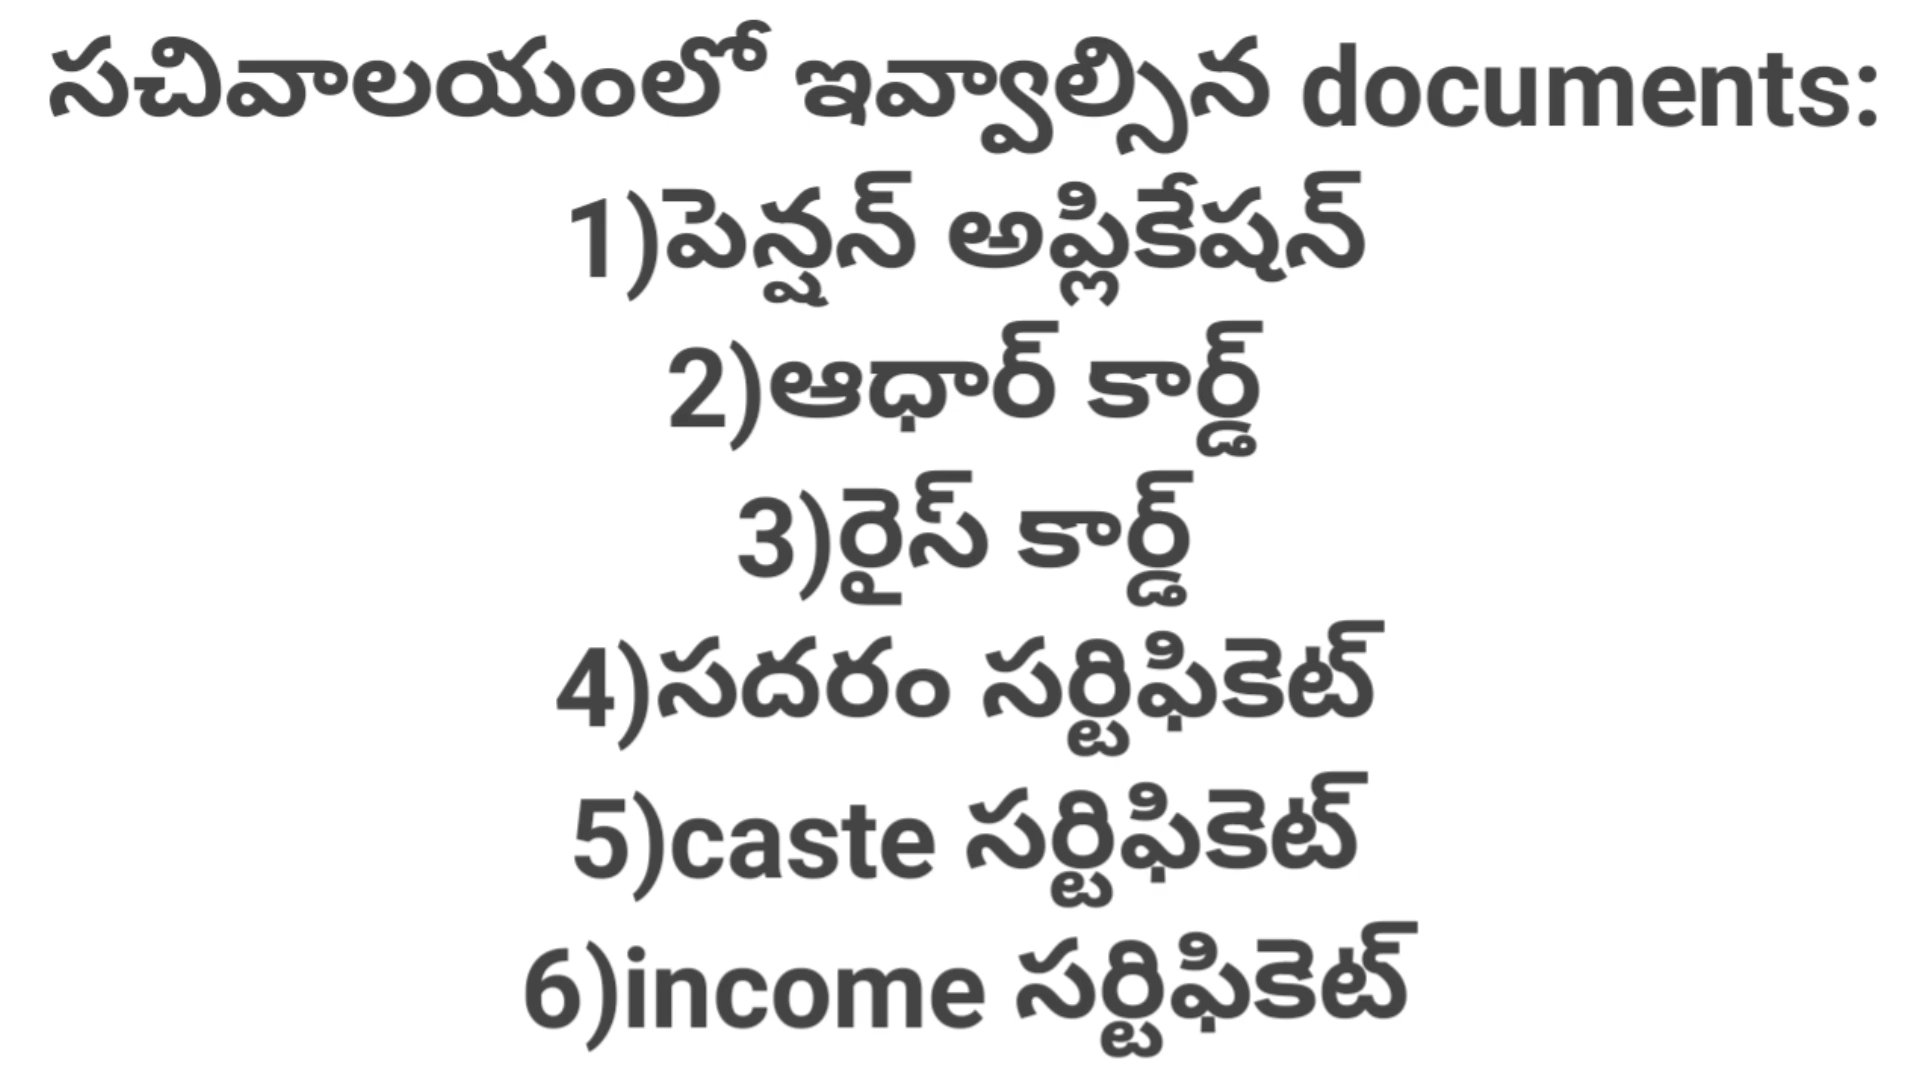 సచివాలయంలో ఇవ్వాల్సిన documents:
1)పెన్షన్ అప్లికేషన్
2)ఆధార్ కార్డ్
3)రైస్ కార్డ్
4)సదరం సర్టిఫికెట్
5)caste సర్టిఫికెట్
6)income సర్టిఫికెట్